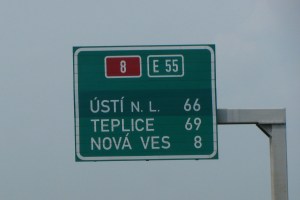 8 E 55
ÚSTÍ N. L. 66
TEPLICE 69
NOVÁ VES 8